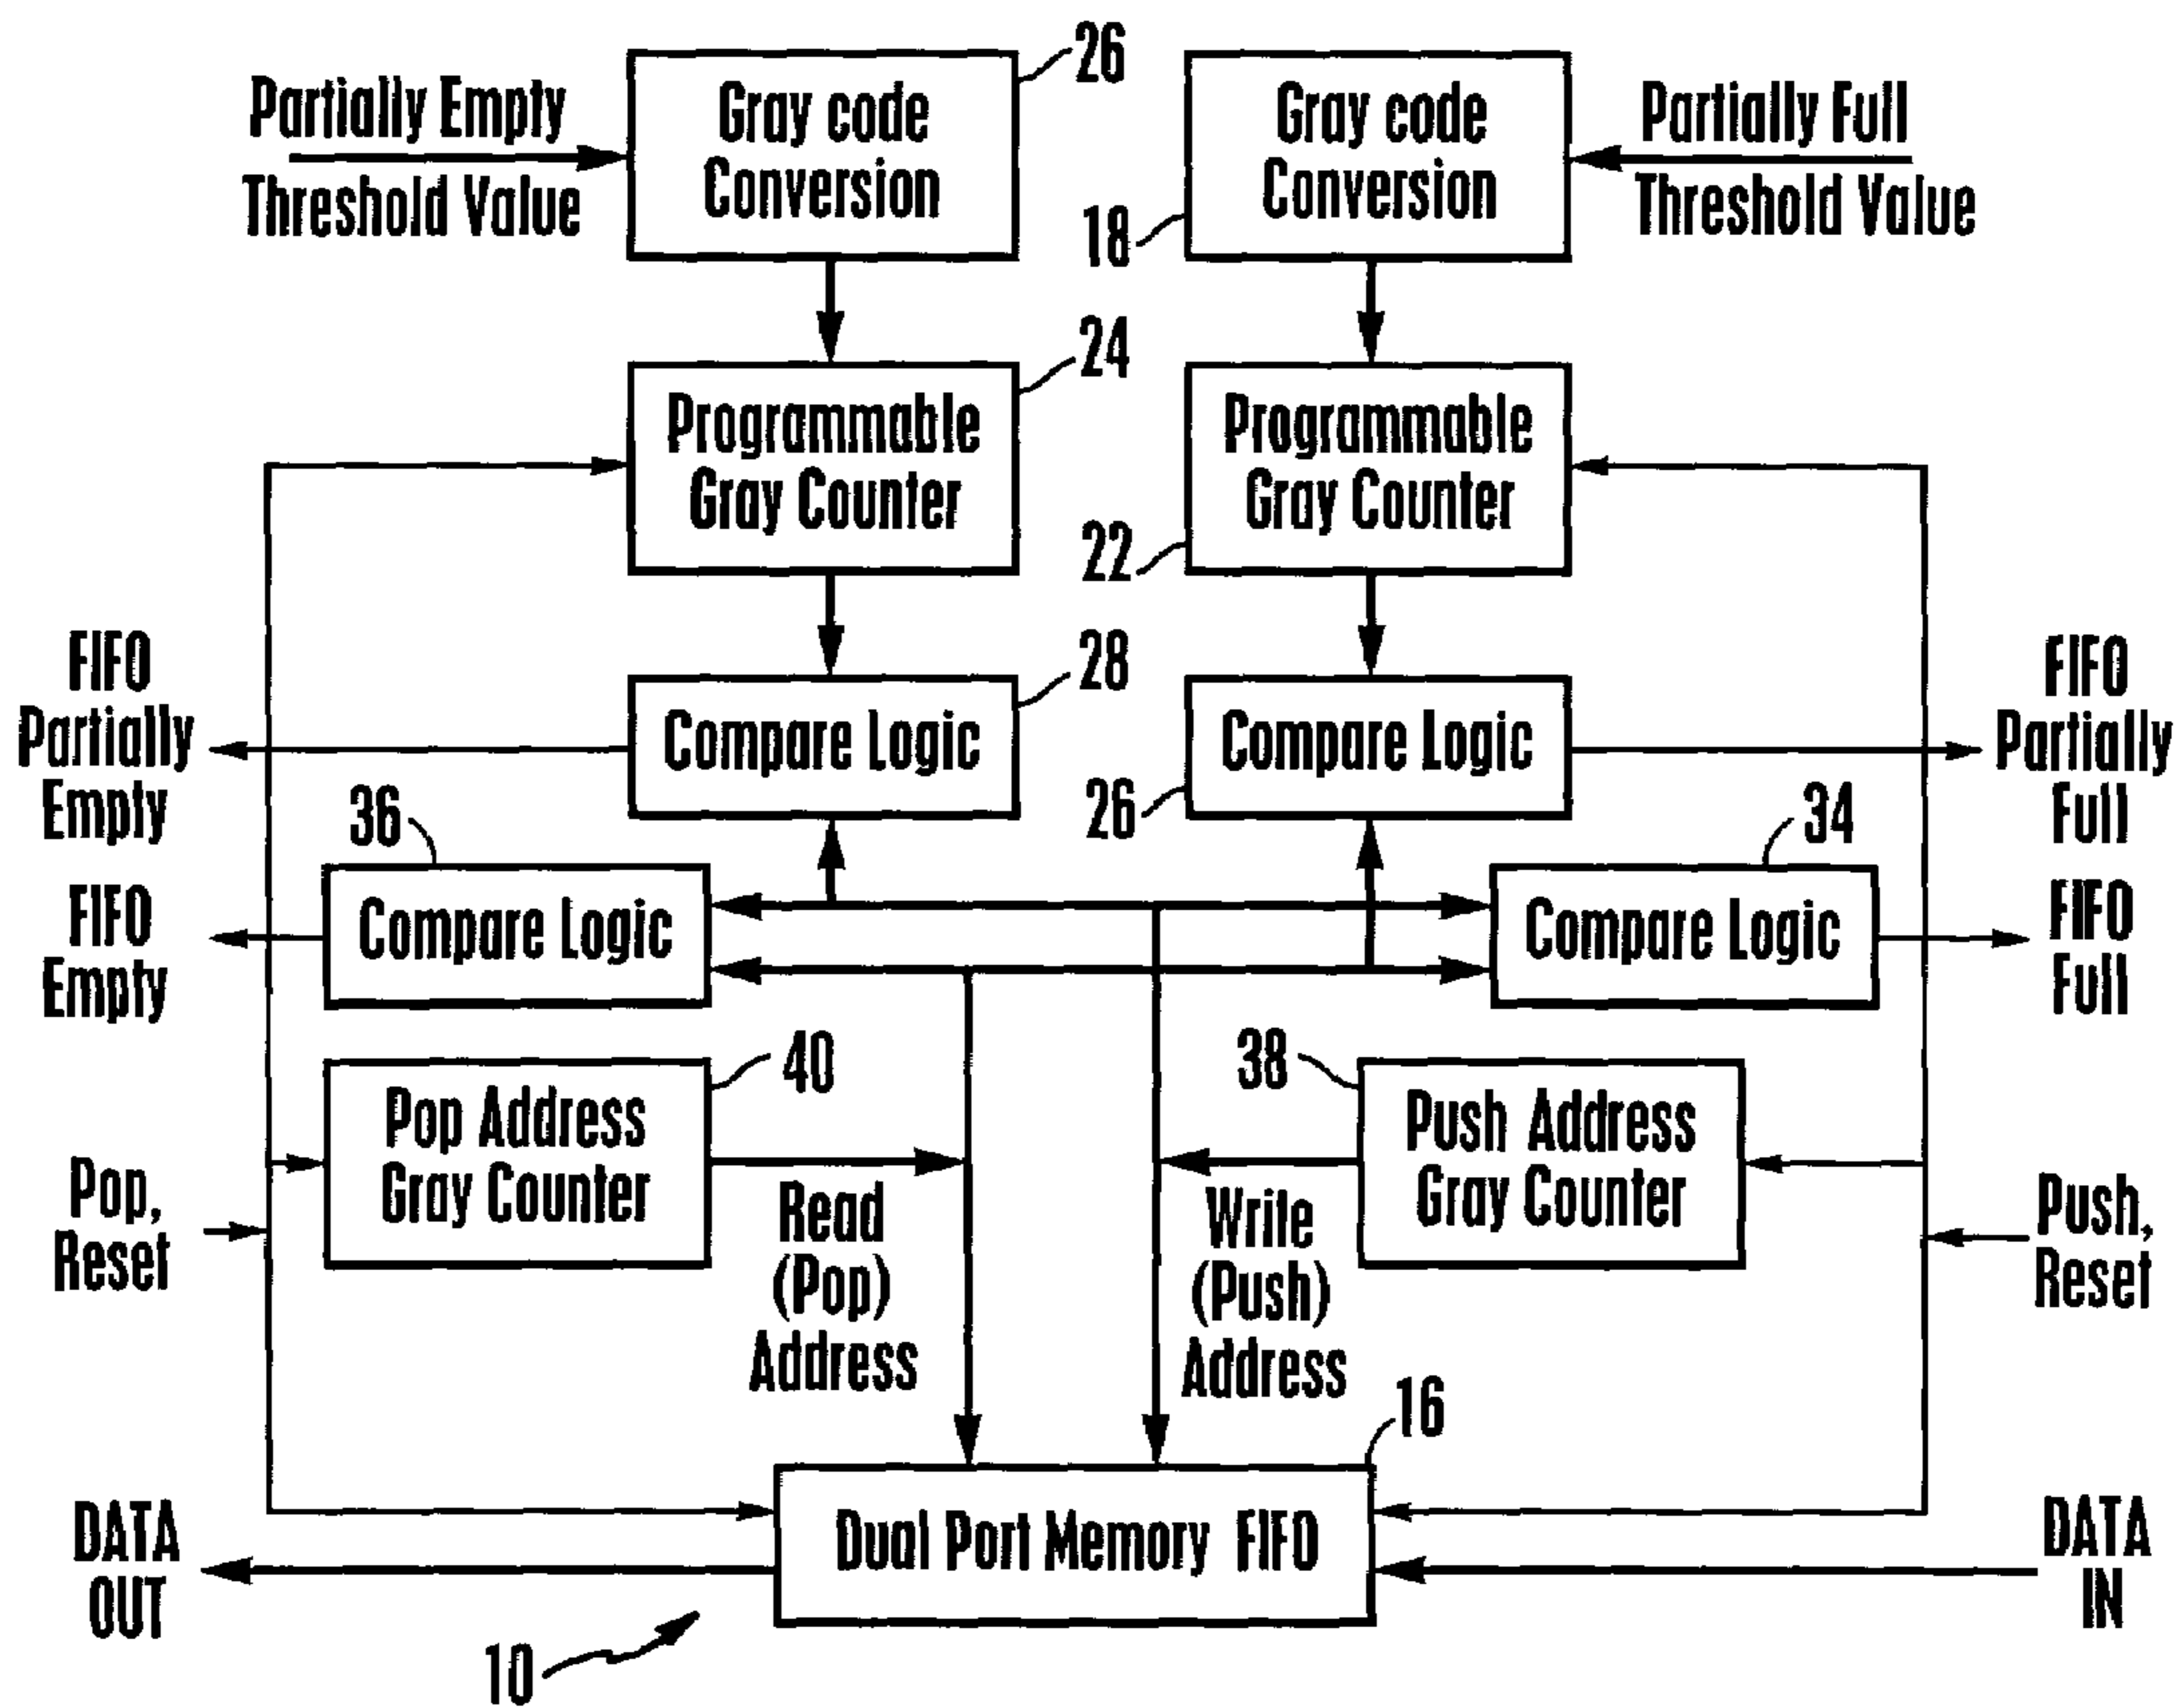 Partially Empty
Threshold Value
Gray code
Conversion
26
Gray code
Conversion
18
Partially Full
Threshold Value
Programmable
Gray Counter
24
Programmable
Gray Counter
22
FIFO
Partially
Empty
Compare Logic
28
Compare Logic
26
FIFO
Partially
Full
FIFO
Empty
36
Compare Logic
34
Compare Logic
FIFO
Full
Pop,
Reset
Pop Address
Gray Counter
40
Read
(Pop)
Address
38
Push Address
Gray Counter
Write
(Push)
Address
Push,
Reset
16
Dual Port Memory FIFO
DATA
OUT
DATA
IN
10